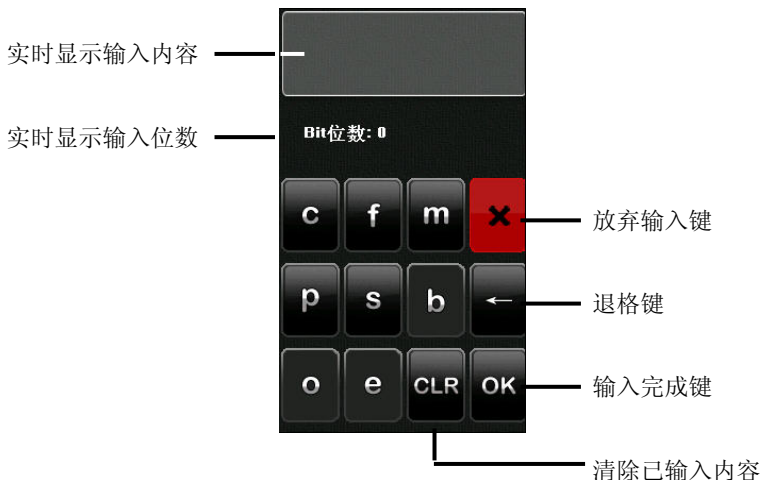 实时显示输入内容
实时显示输入位数
Bit位数: 0
c f m ×
放弃输入键
p s b ←
退格键
o e CLR OK
输入完成键
清除已输入内容